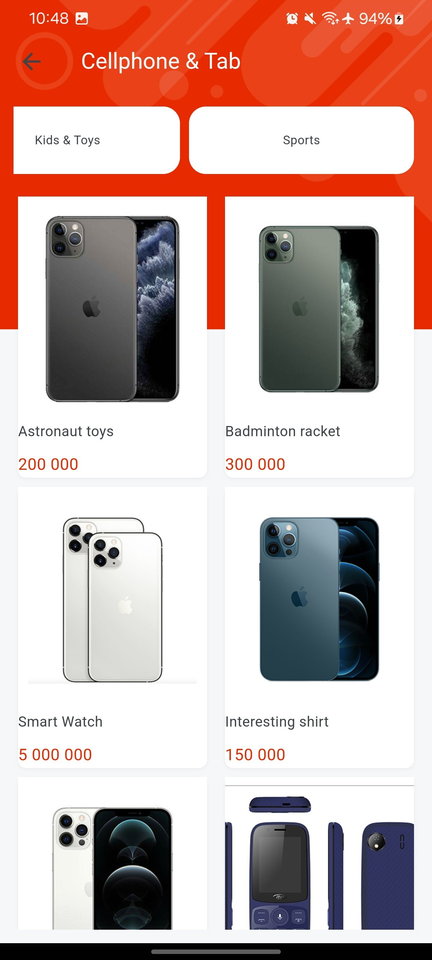 10:48
94%
Cellphone & Tab
Kids & Toys
Sports
Astronaut toys
200 000
Badminton racket
300 000
Smart Watch
5 000 000
Interesting shirt
150 000